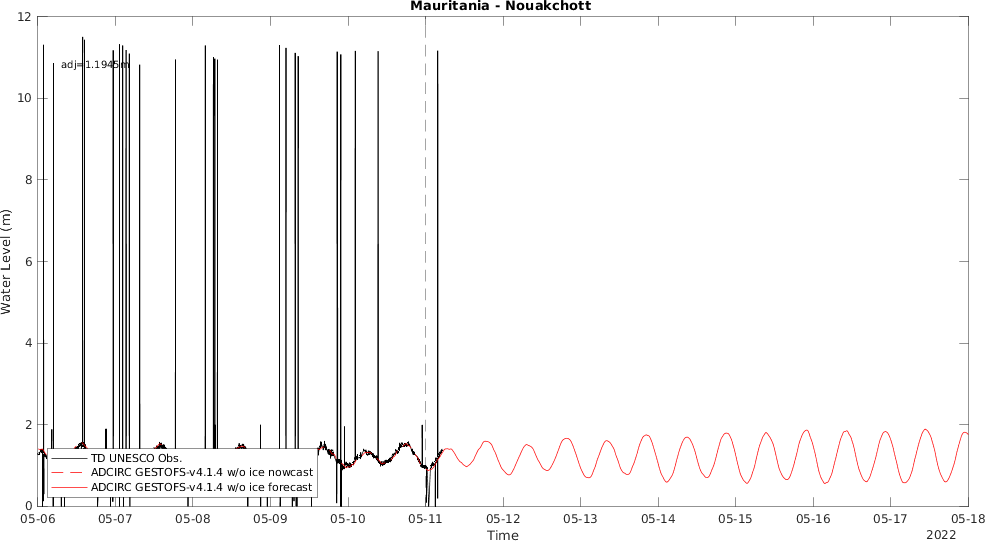 Mauritania - Nouakchott
12
10
8
6
4
2
0
Water Level (m)
adj=1.1945m
TD UNESCO Obs.
ADCIRC GESTOFS-v4.1.4 w/o ice nowcast
ADCIRC GESTOFS-v4.1.4 w/o ice forecast
05-06 05-07 05-08 05-09 05-10 05-11 05-12 05-13 05-14 05-15 05-16 05-17 05-18
Time
2022